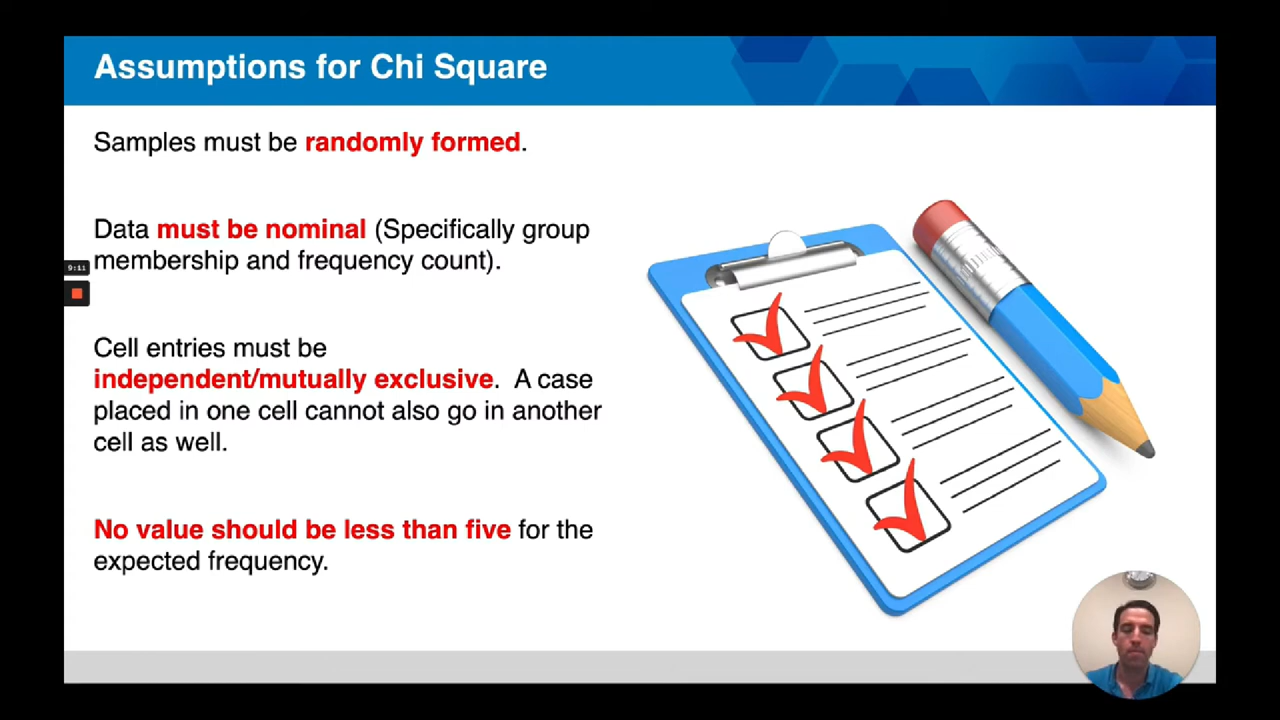 Assumptions for Chi Square
Samples must be randomly formed.
Data must be nominal (Specifically group
membership and frequency count).
9:11
Cell entries must be
independent/mutually exclusive.  A case
placed in one cell cannot also go in another
cell as well.
No value should be less than five for the
expected frequency.